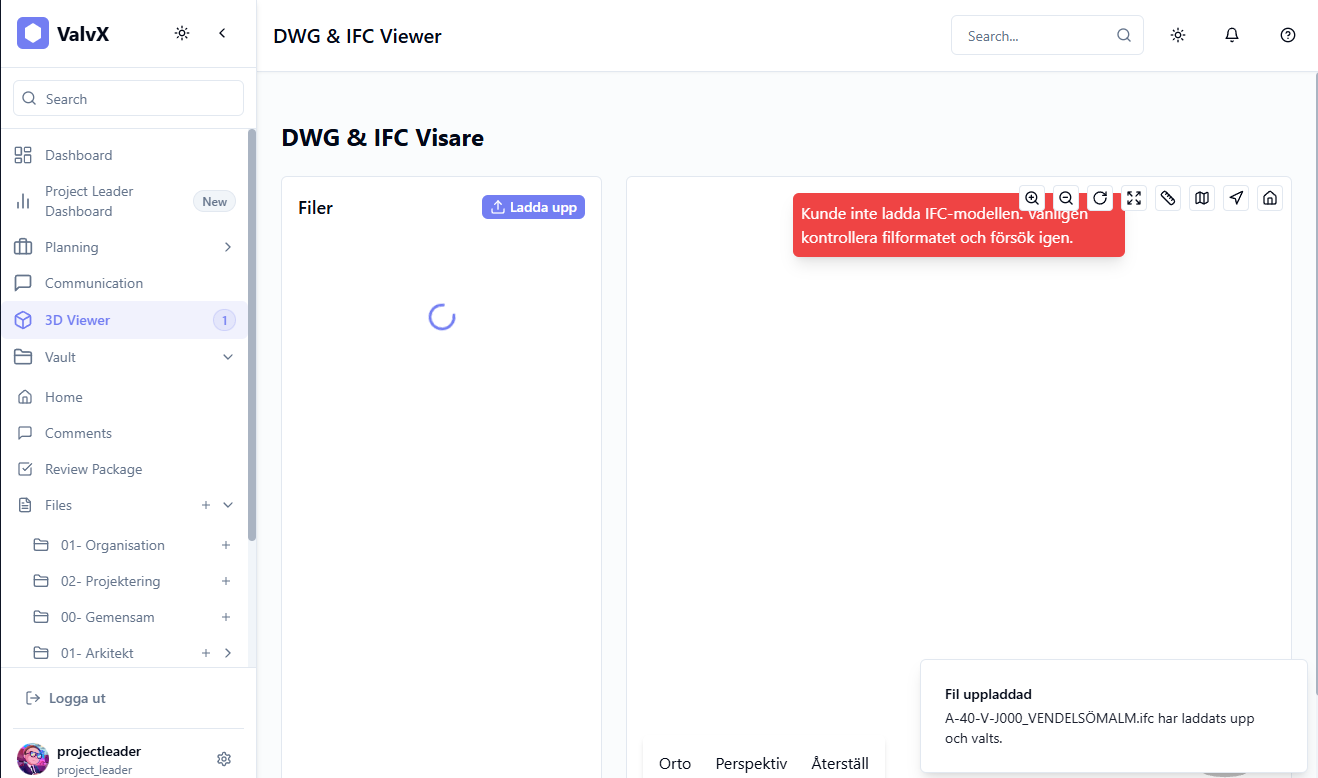 ValvX
DWG & IFC Viewer
Search...
Search
Dashboard
Project Leader
Dashboard
New
Planning
Communication
3D Viewer
1
Vault
Home
Comments
Review Package
Files
01- Organisation
02- Projektering
00- Gemensam
01- Arkitekt
Logga ut
projectleader
project_leader
DWG & IFC Visare
Filer
Ladda upp
Kunde inte ladda IFC-modellen. Vänligen
kontrollera filformatet och försök igen.
Fil uppladdad
A-40-V-J000_VENDELSÖMALM.ifc har laddats upp
och valts.
Orto
Perspektiv
Återställ